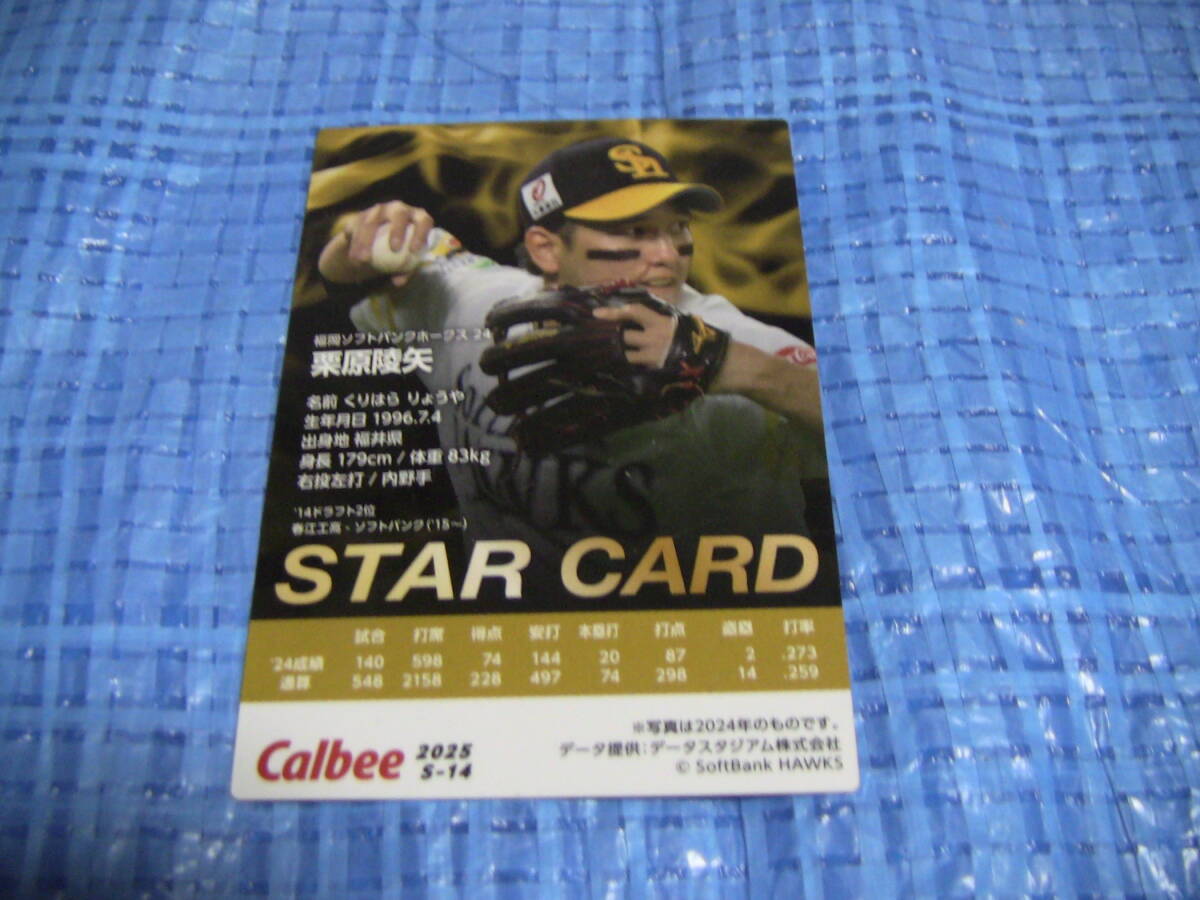 SH
福岡ソフトバンクホークス 24
栗原陵矢
名前 くりはら りょうや
生年月日 1996.7.4
出身地 福井県
身長 179cm / 体重 83kg
右投左打 / 内野手
'14ドラフト2位
春江工高・ソフトバンク('15〜)
STAR CARD
試合 打席 得点 安打 本塁打 打点 盗塁 打率
'24成績 140 598 74 144 20 87 2 .273
通算 548 2158 228 497 74 298 14 .259
※写真は2024年のものです。
データ提供:データスタジアム株式会社
© SoftBank HAWKS
Calbee 2025
S-14